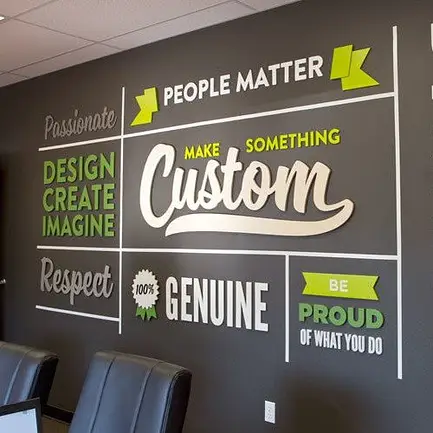 PEOPLE MATTER
Passionate
DESIGN
CREATE
IMAGINE
MAKE SOMETHING
Custom
Respect
100%
GENUINE
BE
PROUD
OF WHAT YOU DO